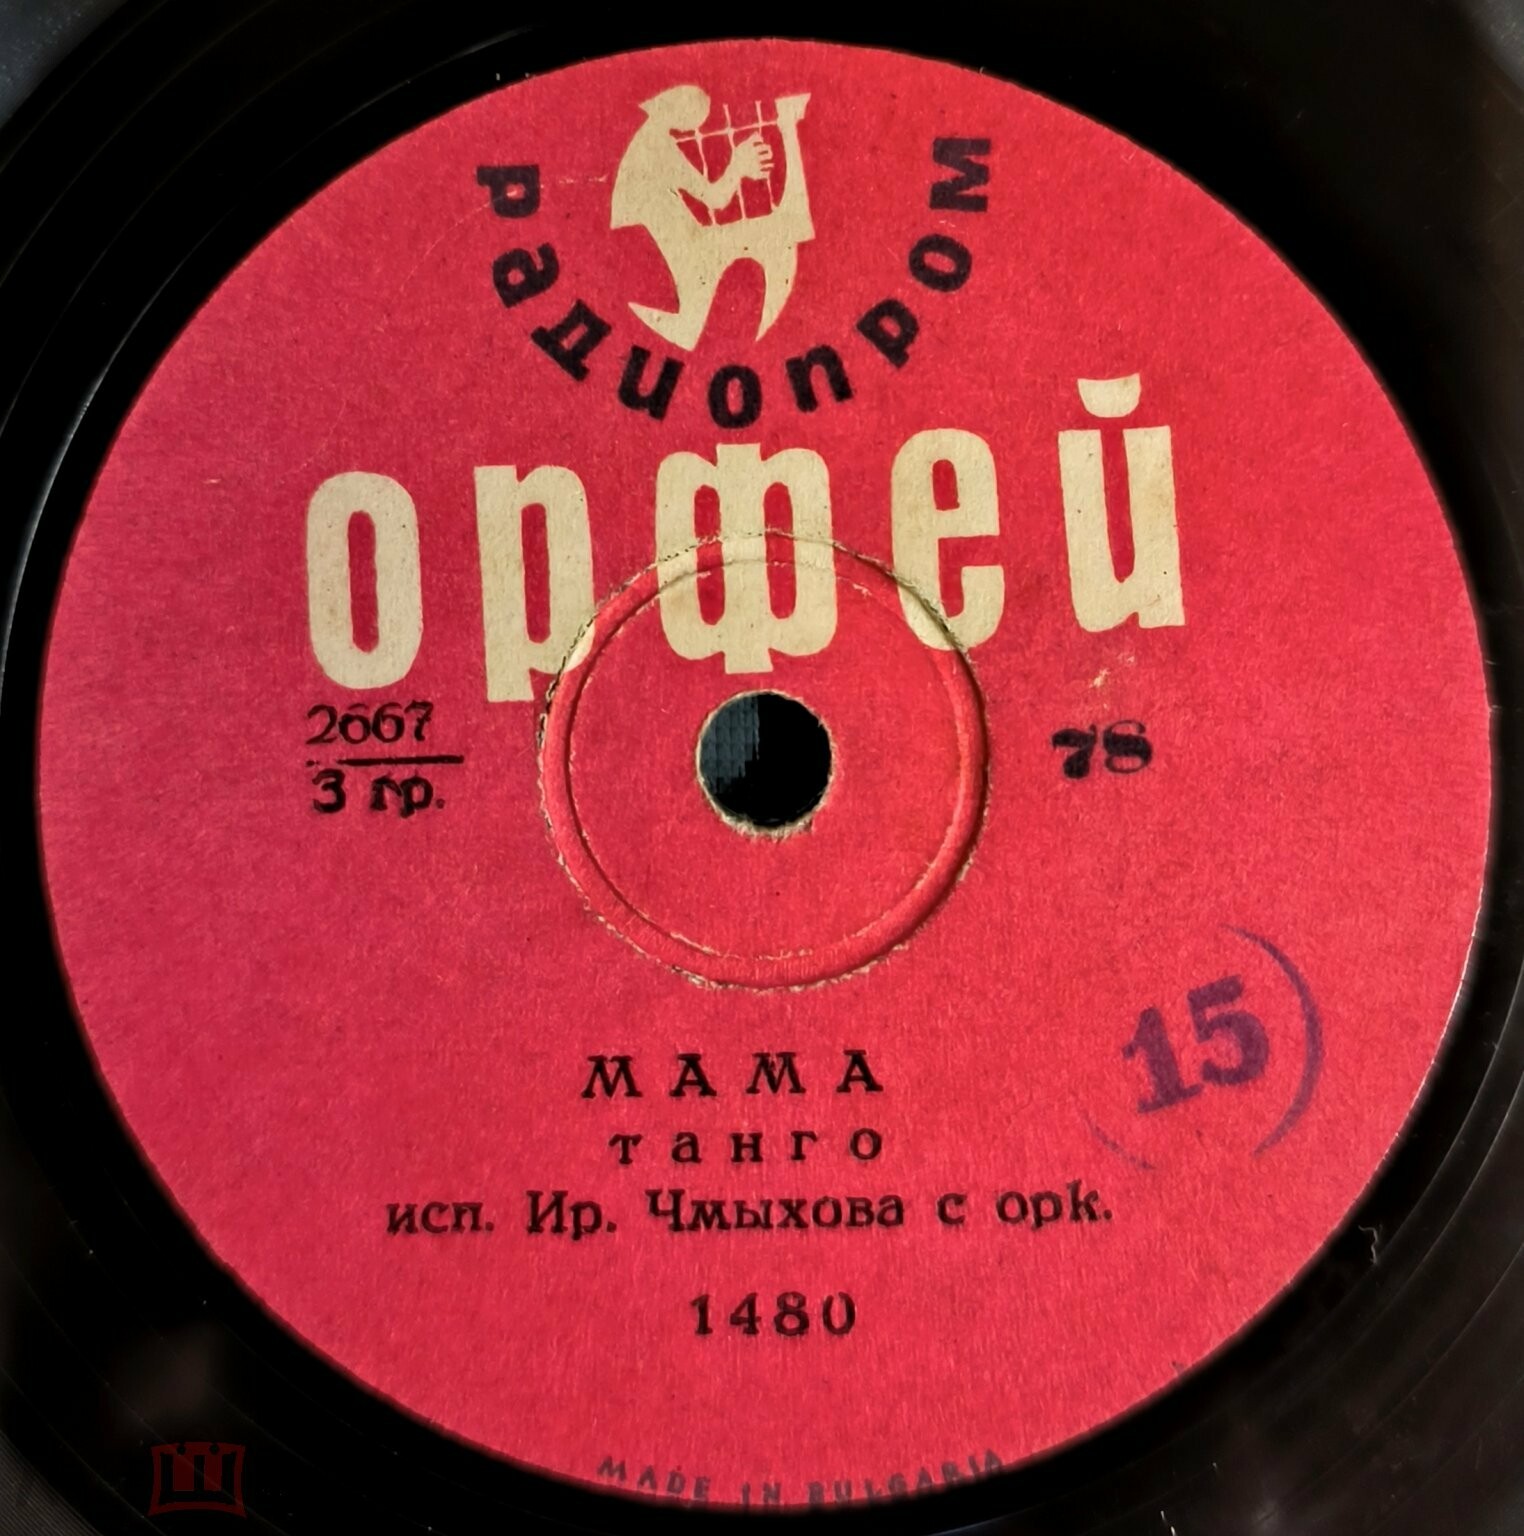 радиопром
орфей
2667
3 гр.
78
МАМА
танго
исп. Ир. Чмыхова с орк.
15
1480
MADE IN BULGARIA